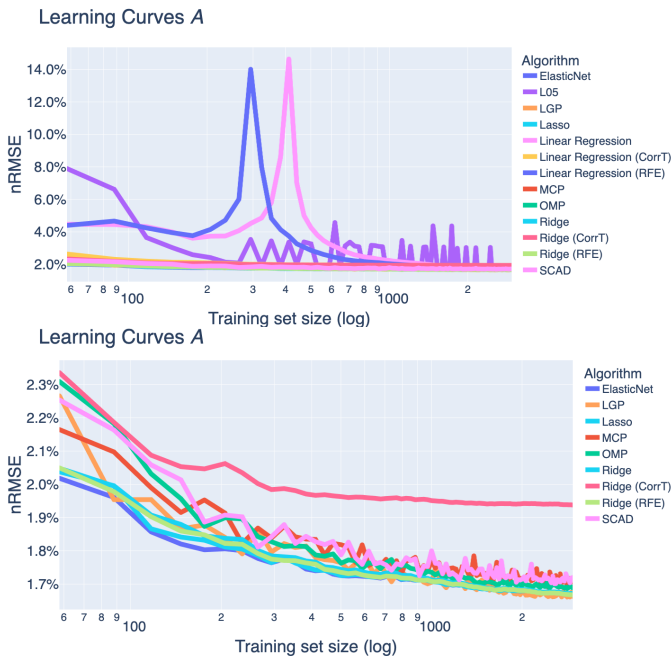 Learning Curves A
nRMSE
14.0%
12.0%
10.0%
8.0%
6.0%
4.0%
2.0%
6 7 8 9 100 2 3 4 5 6 7 8 9 1000 2
Training set size (log)
Algorithm
ElasticNet
L05
LGP
Lasso
Linear Regression
Linear Regression (CorrT)
Linear Regression (RFE)
MCP
OMP
Ridge
Ridge (CorrT)
Ridge (RFE)
SCAD
Learning Curves A
nRMSE
2.3%
2.2%
2.1%
2.0%
1.9%
1.8%
1.7%
6 7 8 9 100 2 3 4 5 6 7 8 9 1000 2
Training set size (log)
Algorithm
ElasticNet
LGP
Lasso
MCP
OMP
Ridge
Ridge (CorrT)
Ridge (RFE)
SCAD